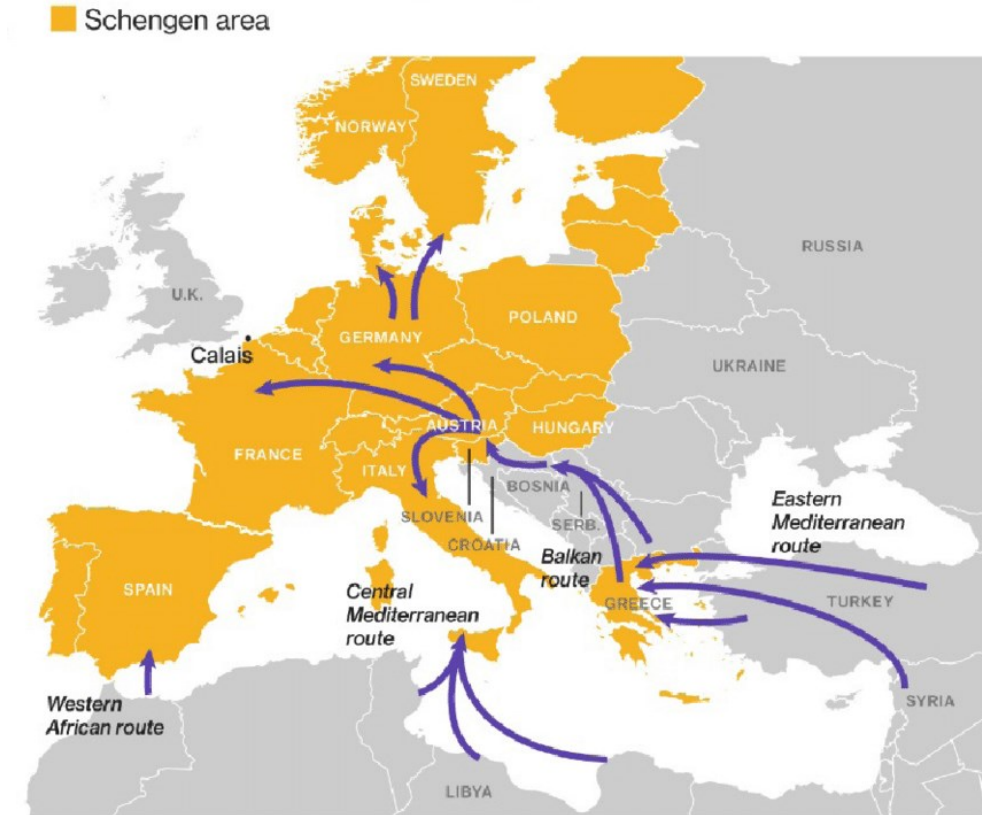 Schengen area
SWEDEN
NORWAY
RUSSIA
U.K.
GERMANY
POLAND
Calais
UKRAINE
AUSTRIA
HUNGARY
FRANCE
ITALY
BOSNIA
SLOVENIA
SERB.
CROATIA
Eastern
Mediterranean
route
Balkan
route
SPAIN
Central
Mediterranean
route
GREECE
TURKEY
Western
African route
SYRIA
LIBYA